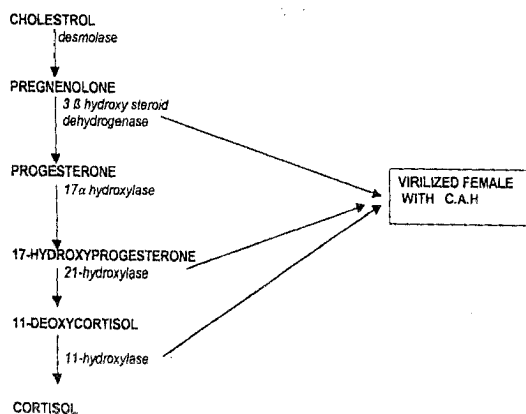 CHOLESTROL
desmolase
PREGNENOLONE
3 ß hydroxy steroid
dehydrogenase
PROGESTERONE
17α hydroxylase
VIRILIZED FEMALE
WITH C.A.H
17-HYDROXYPROGESTERONE
21-hydroxylase
11-DEOXYCORTISOL
11-hydroxylase
CORTISOL